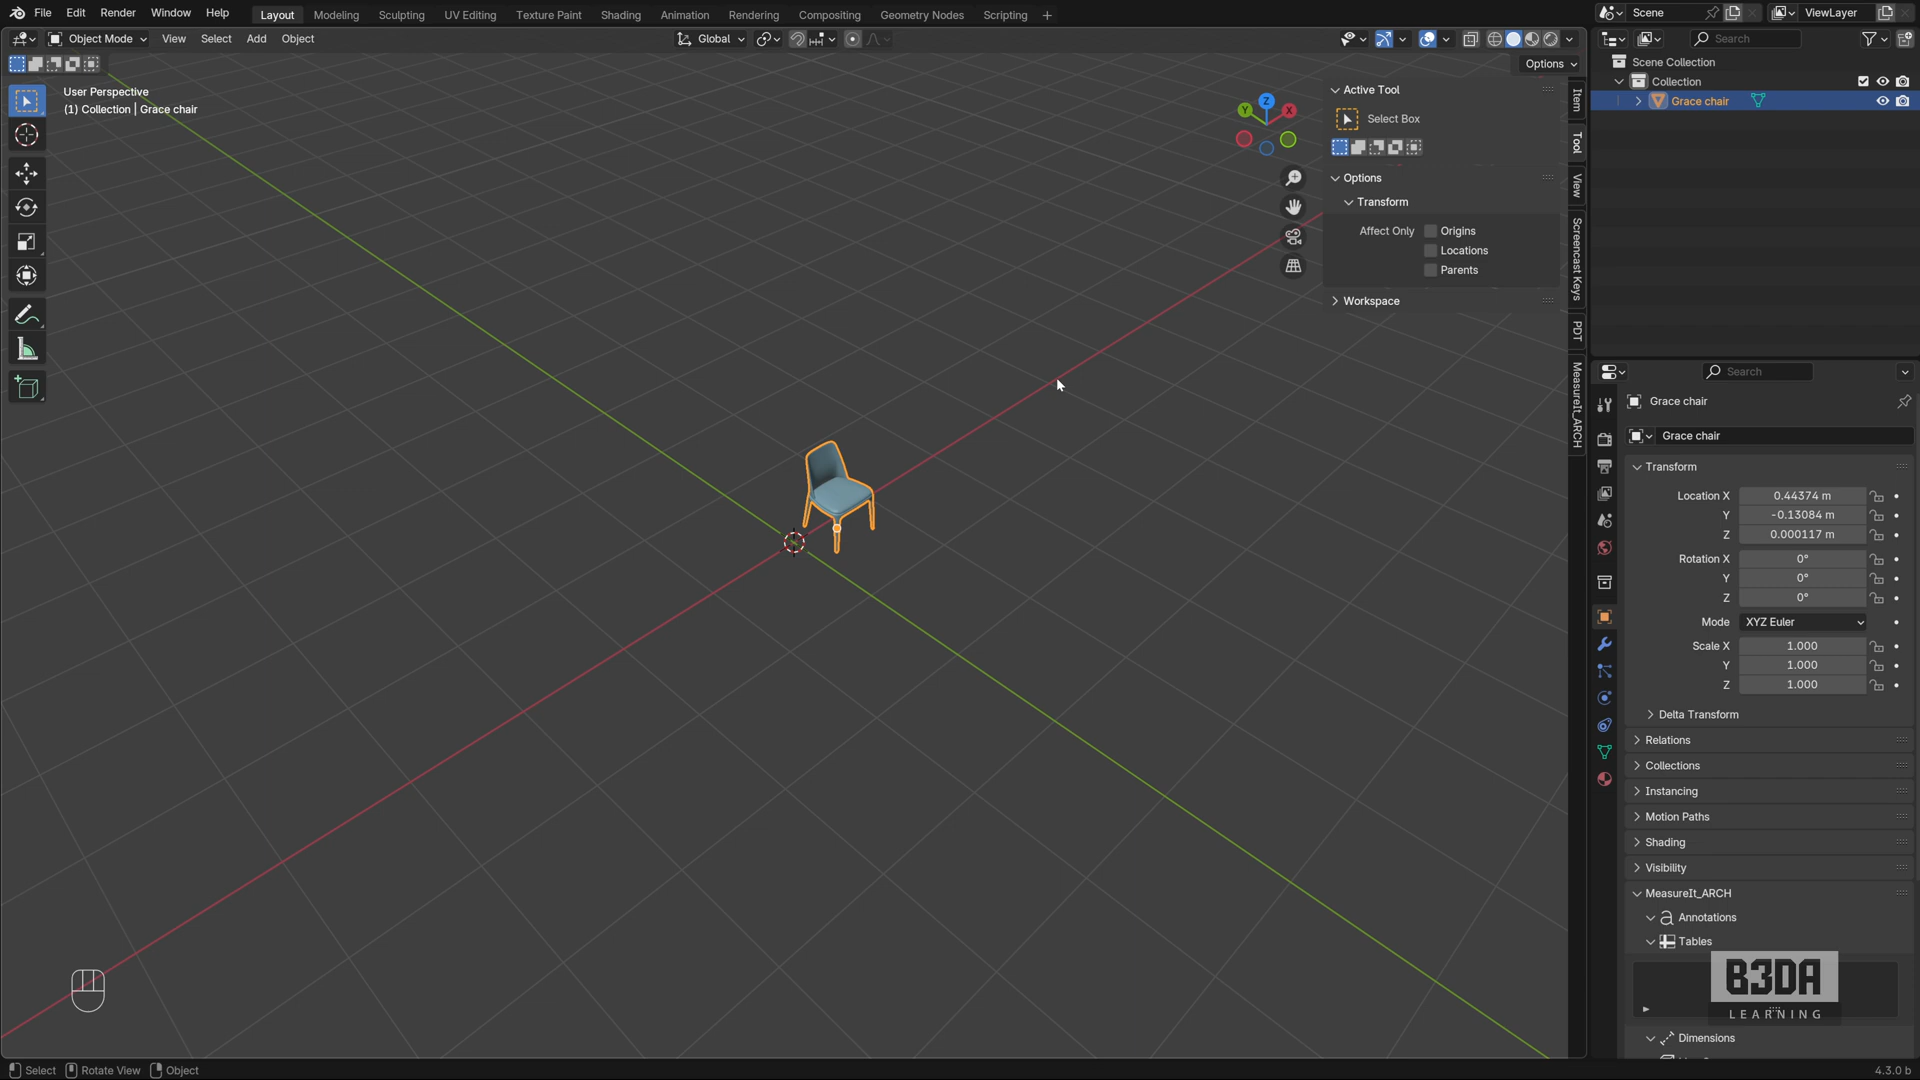 File Edit Render Window Help Layout Modeling Sculpting UV Editing Texture Paint Shading Animation Rendering Compositing Geometry Nodes Scripting + Scene ViewLayer
Object Mode View Select Add Object Global Search
Options
User Perspective
(1) Collection | Grace chair
Z
Y
X
Active Tool
Select Box
Options
Transform
Affect Only Origins
Locations
Parents
Workspace
Item
Tool
View
Screencast Keys
PDT
MeasureIt_ARCH
Scene Collection
Collection
Grace chair
Search
Grace chair
Grace chair
Transform
Location X 0.44374 m
Y -0.13084 m
Z 0.000117 m
Rotation X 0°
Y 0°
Z 0°
Mode XYZ Euler
Scale X 1.000
Y 1.000
Z 1.000
Delta Transform
Relations
Collections
Instancing
Motion Paths
Shading
Visibility
MeasureIt_ARCH
Annotations
Tables
B3DA
LEARNING
Dimensions
Select Rotate View Object 4.3.0 b